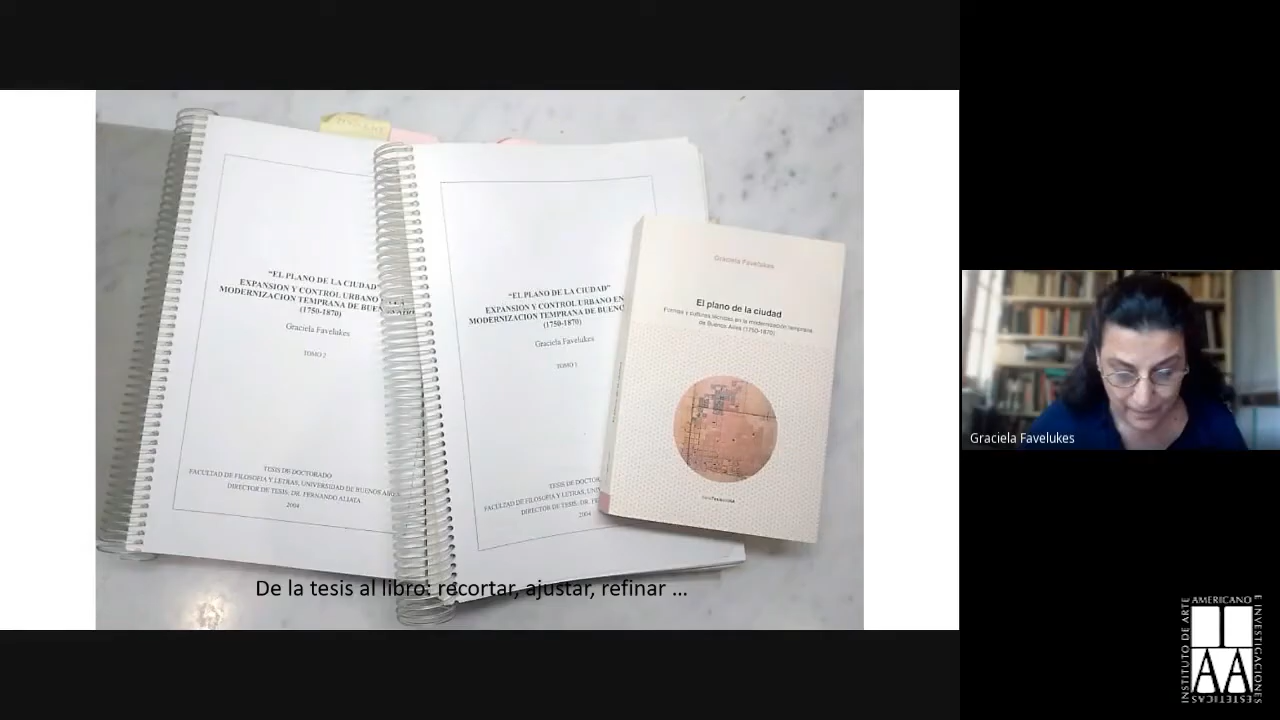 “EL PLANO DE LA CIUDAD”
EXPANSION Y CONTROL URBANO
MODERNIZACION TEMPRANA DE
(1750-1870)
Graciela Favelukes
TOMO 2
TESIS DE DOCTORADO
FACULTAD DE FILOSOFIA Y LETRAS, UNIVERSIDAD DE BUENOS
DIRECTOR DE TESIS: DR. FERNANDO ALIATA
2004
“EL PLANO DE LA CIUDAD”
EXPANSION Y CONTROL URBANO EN
MODERNIZACION TEMPRANA DE BUENO
(1750-1870)
Graciela Favelukes
TOMO 1
TESIS DE DOCTOR
FACULTAD DE FILOSOFIA Y LETRAS, UN
DIRECTOR DE TESIS: DR. FE
2004
Graciela Favelukes
El plano de la ciudad
Formas y culturas técnicas en la modernización temprana
de Buenos Aires (1750-1870)
De la tesis al libro: recortar, ajustar, refinar ...
Graciela Favelukes
INSTITUTO DE ARTE
AMERICANO
E INVESTIGACIONES
ESTETICAS
IAA